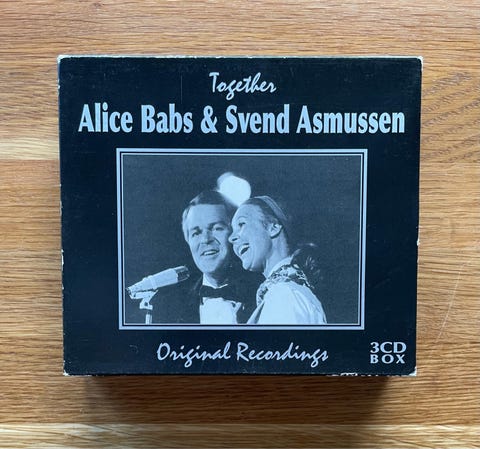 Together
Alice Babs & Svend Asmussen
Original Recordings
3CD
BOX